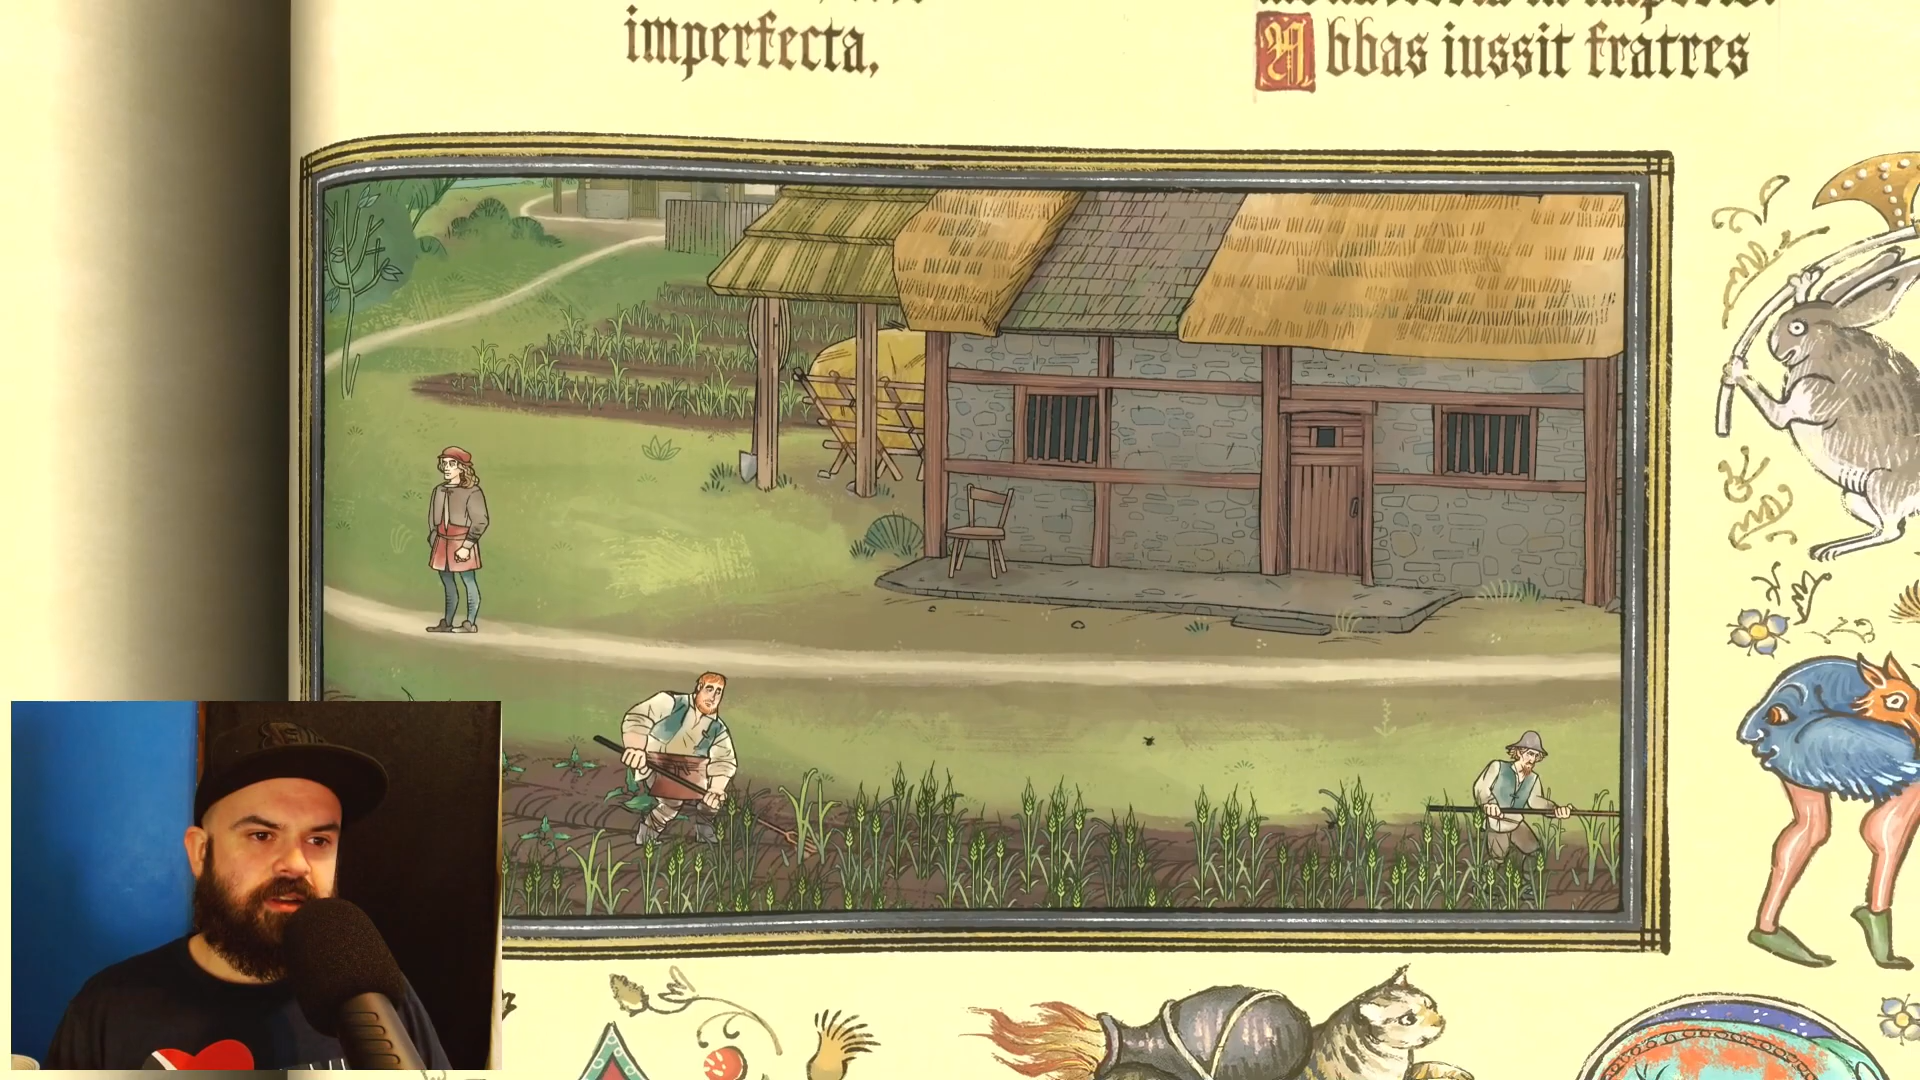 imperfecta,
Abbas iussit fratres